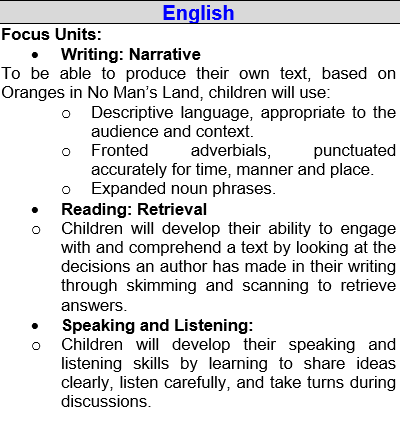 English
Focus Units:
• Writing: Narrative
To be able to produce their own text, based on
Oranges in No Man's Land, children will use:
o Descriptive language, appropriate to the
audience and context.
o Fronted adverbials, punctuated
accurately for time, manner and place.
o Expanded noun phrases.
• Reading: Retrieval
o Children will develop their ability to engage
with and comprehend a text by looking at the
decisions an author has made in their writing
through skimming and scanning to retrieve
answers.
• Speaking and Listening:
o Children will develop their speaking and
listening skills by learning to share ideas
clearly, listen carefully, and take turns during
discussions.